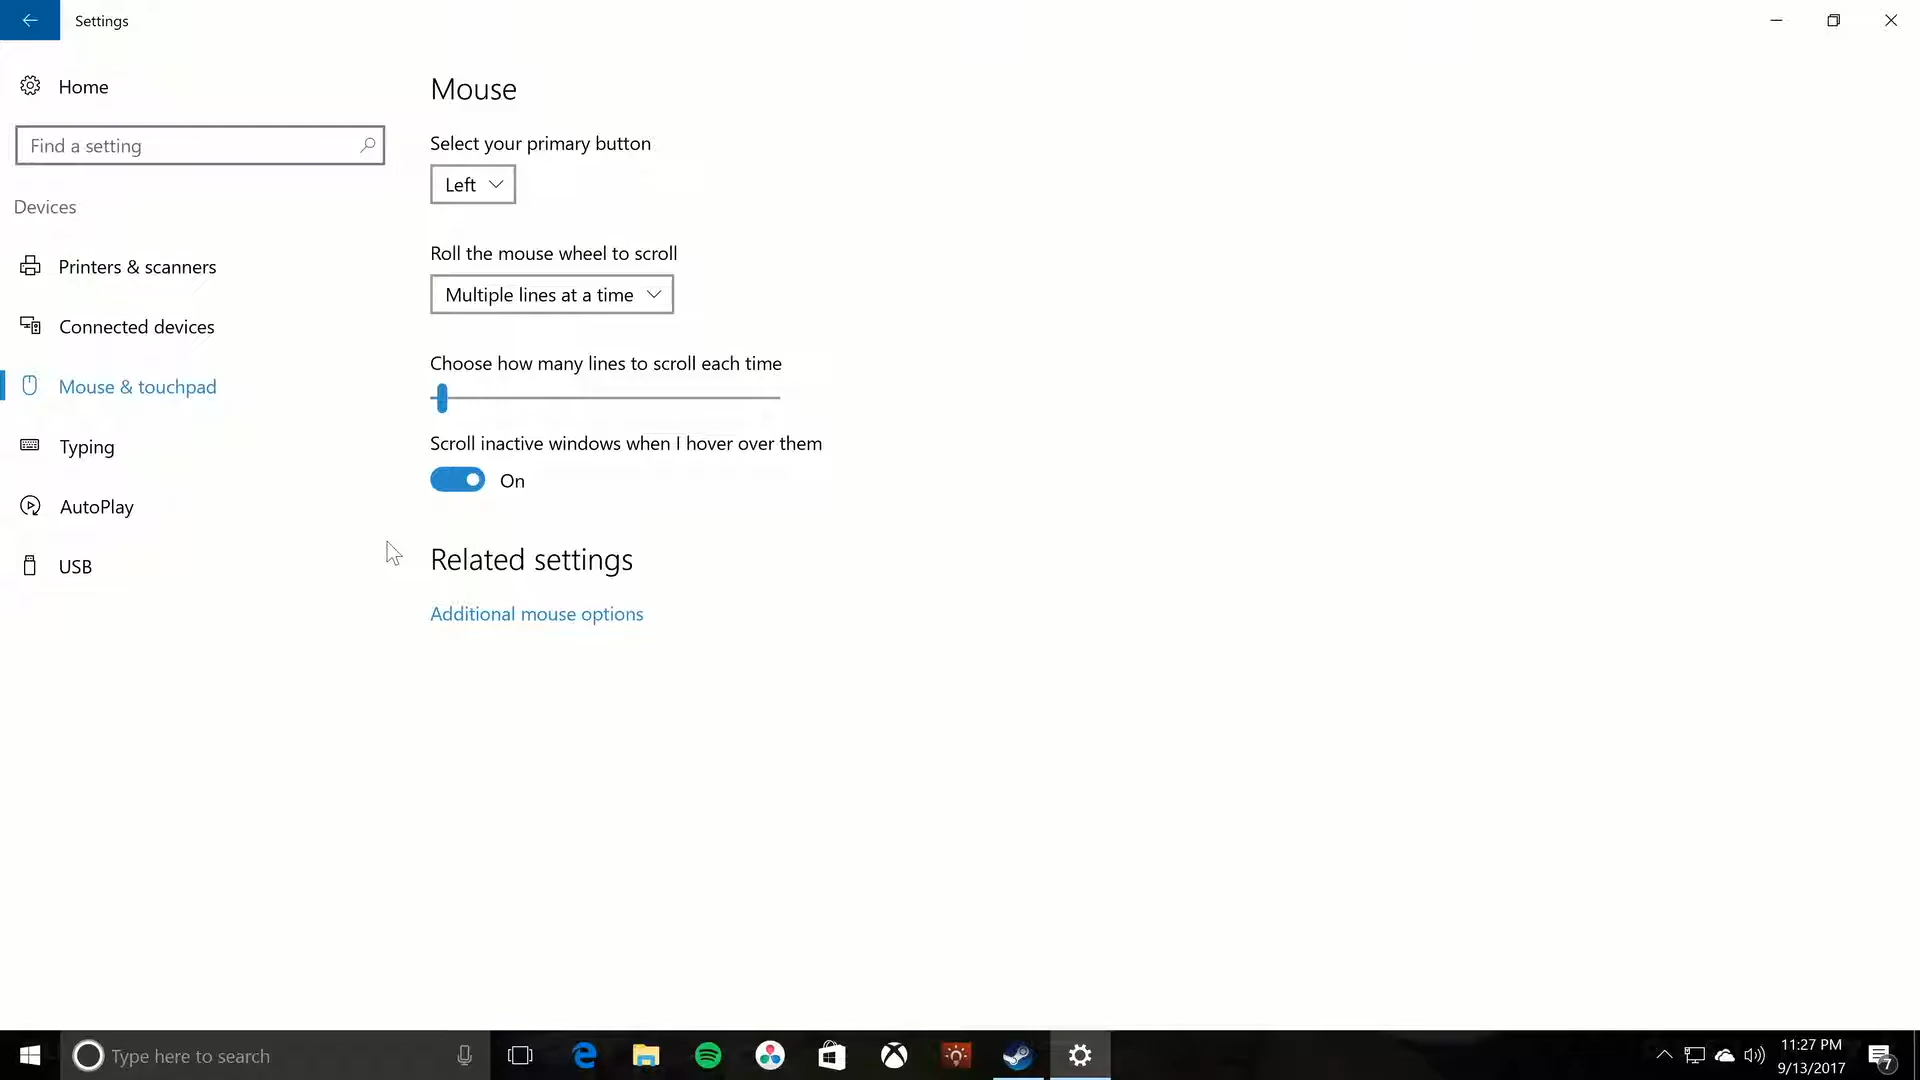 Settings
Home
Find a setting
Devices
Printers & scanners
Connected devices
Mouse & touchpad
Typing
AutoPlay
USB
Mouse
Select your primary button
Left
Roll the mouse wheel to scroll
Multiple lines at a time
Choose how many lines to scroll each time
Scroll inactive windows when I hover over them
On
Related settings
Additional mouse options
Type here to search
11:27 PM
9/13/2017
7